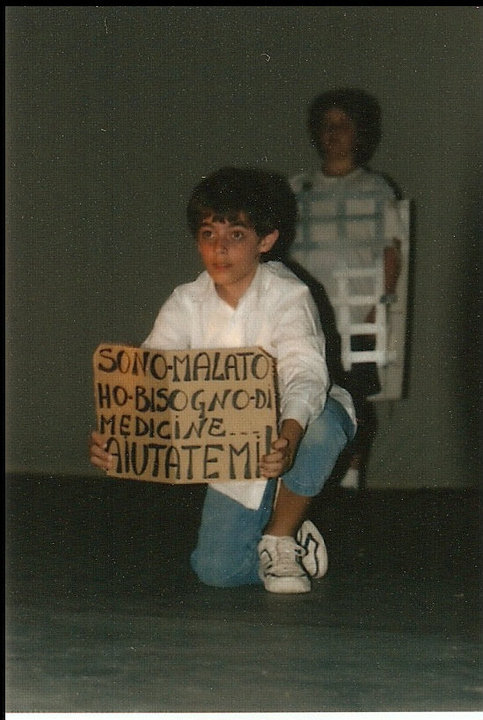 SONO-MALATO
HO-BISOGNO-DI
MEDICINE...
AIUTATEMI!